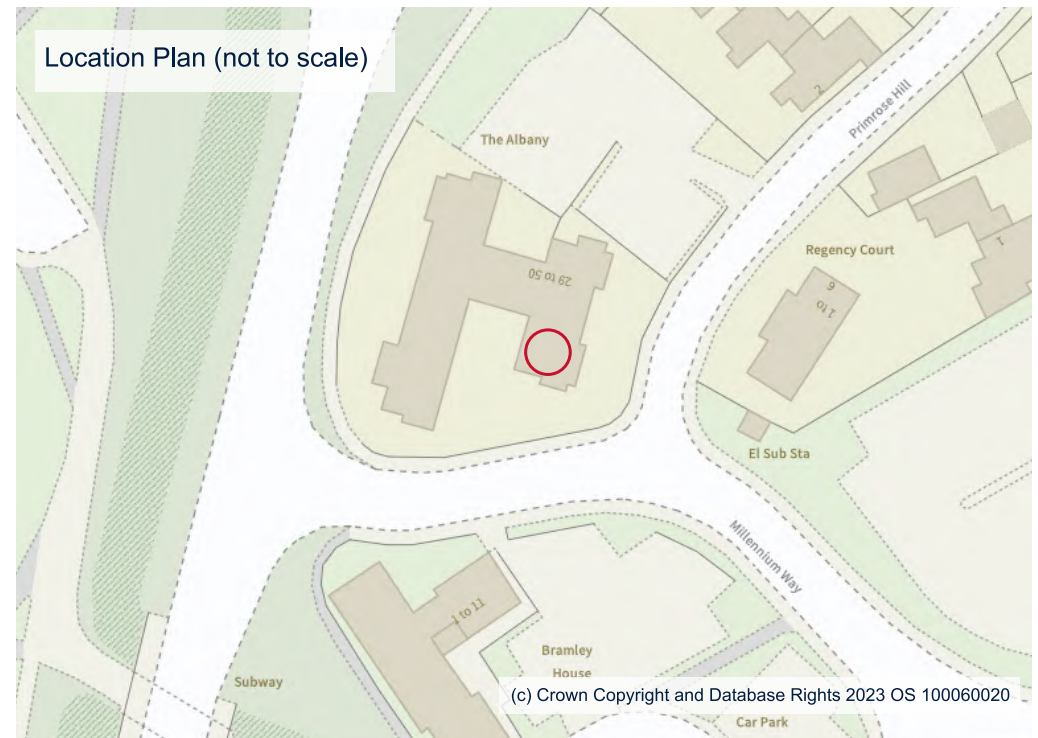 Location Plan (not to scale)
2
Primrose Hill
The Albany
Regency Court
1
29 to 50
1 to 6
El Sub Sta
Millennium Way
1 to 11
Bramley
House
Subway
(c) Crown Copyright and Database Rights 2023 OS 100060020
Car Park